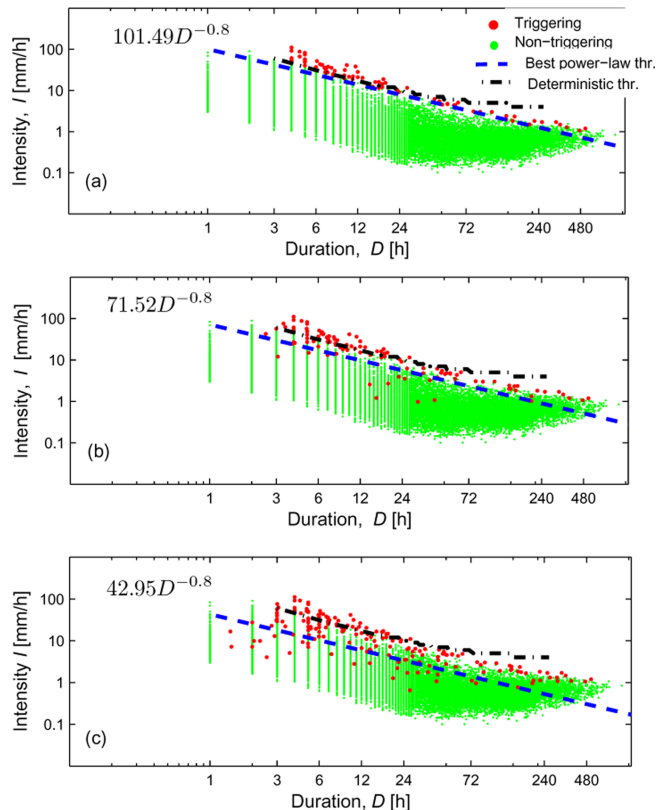 Triggering
Non-triggering
Best power-law thr.
Deterministic thr.
(a)
101.49D^{-0.8}
Intensity, I [mm/h]
100
10
1
0.1
1 3 6 12 24 72 240 480
Duration, D [h]
(b)
71.52D^{-0.8}
Intensity, I [mm/h]
100
10
1
0.1
1 3 6 12 24 72 240 480
Duration, D [h]
(c)
42.95D^{-0.8}
Intensity I [mm/h]
100
10
1
0.1
1 3 6 12 24 72 240 480
Duration, D [h]